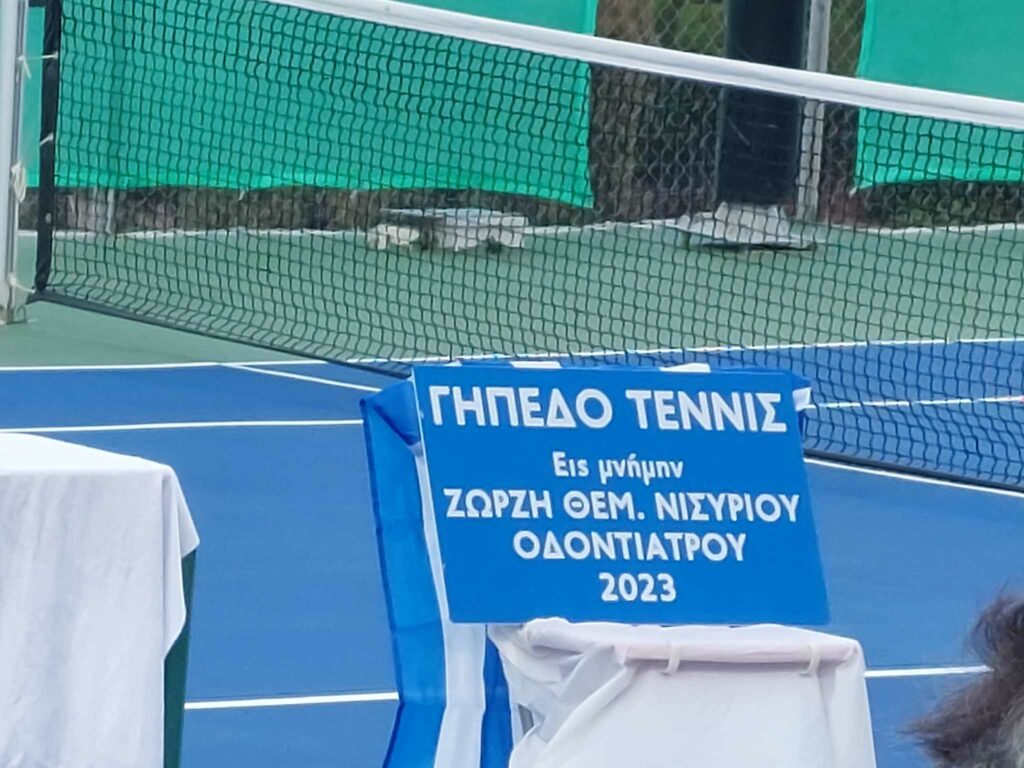 ΓΗΠΕΔΟ ΤΕΝΝΙΣ
Εις μνήμην
ΖΩΡΖΗ ΘΕΜ. ΝΙΣΥΡΙΟΥ
ΟΔΟΝΤΙΑΤΡΟΥ
2023